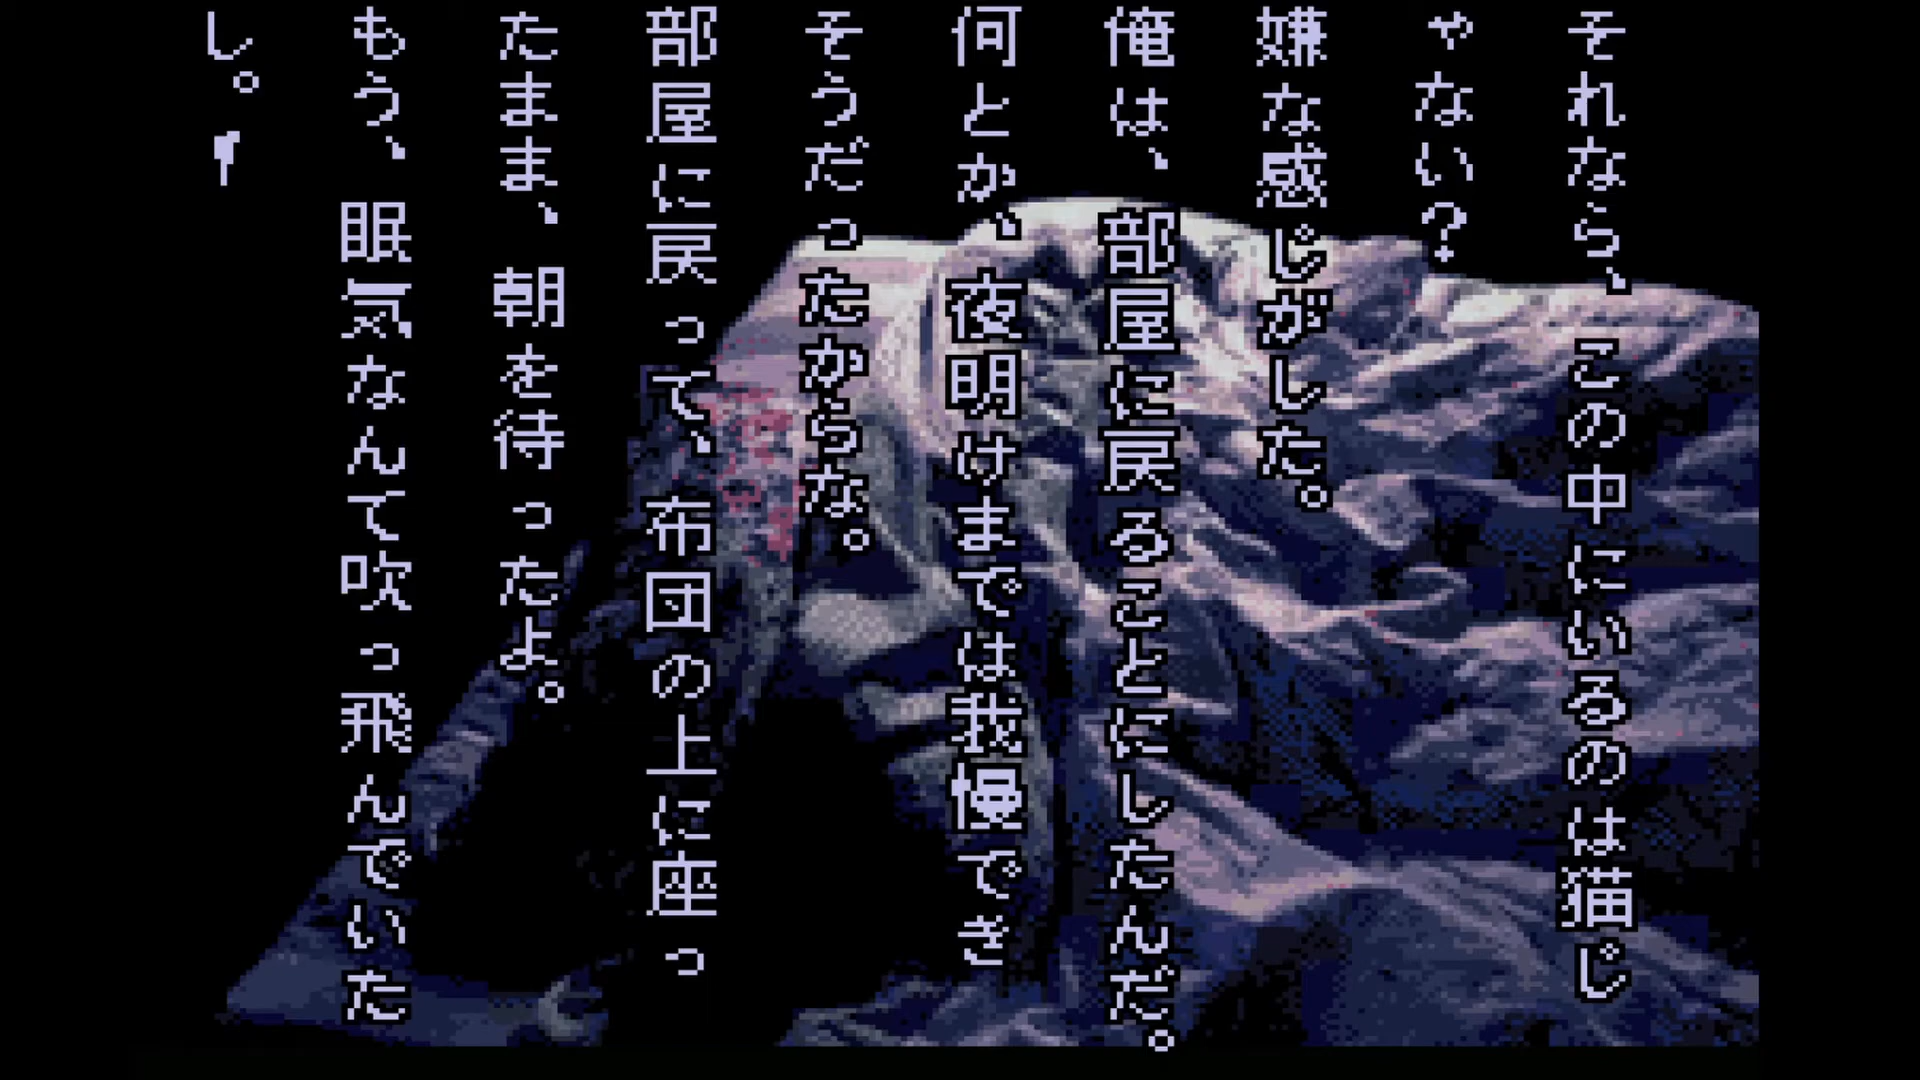 それなら、この中にいるのは猫じ
ゃない?
嫌な感じがした。
俺は、部屋に戻ることにしたんだ。
何とか、夜明けまでは我慢でき
そうだったからな。
部屋に戻って、布団の上に座っ
たまま、朝を待ったよ。
もう、眠気なんて吹っ飛んでいた
し。